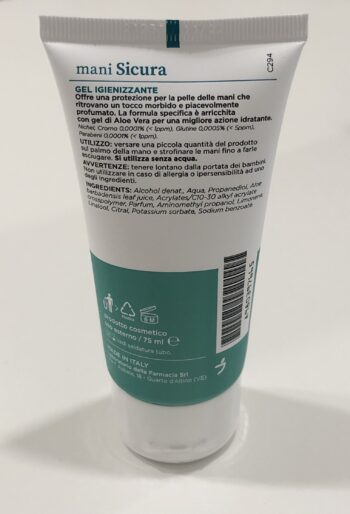 C294
mani Sicura
GEL IGIENIZZANTE
Offre una protezione per la pelle delle mani che
ritrovano un tocco morbido e piacevolmente
profumato. La formula specifica è arricchita
con gel di Aloe Vera per una migliore azione idratante.
Nichel, Cromo 0,0001% (< 1ppm), Glutine 0,0005% (< 5ppm),
Parabeni 0,0001% (< 1ppm).
UTILIZZO: versare una piccola quantità del prodotto
sul palmo della mano e strofinare le mani fino a farle
asciugare. Si utilizza senza acqua.
AVVERTENZE: tenere lontano dalla portata dei bambini.
Non utilizzare in caso di allergia o ipersensibilità ad uno
degli ingredienti.
INGREDIENTS: Alcohol denat., Aqua, Propanediol, Aloe
barbadensis leaf juice, Acrylates/C10-30 alkyl acrylate
crosspolymer, Parfum, Aminomethyl propanol, Limonene,
Linalool, Citral, Potassium sorbate, Sodium benzoate.
6 M
prodotto cosmetico
uso esterno / 75 ml e
saldatura tubo.
MADE IN ITALY
della Farmacia Srl
Quarto d'Altino (VE)